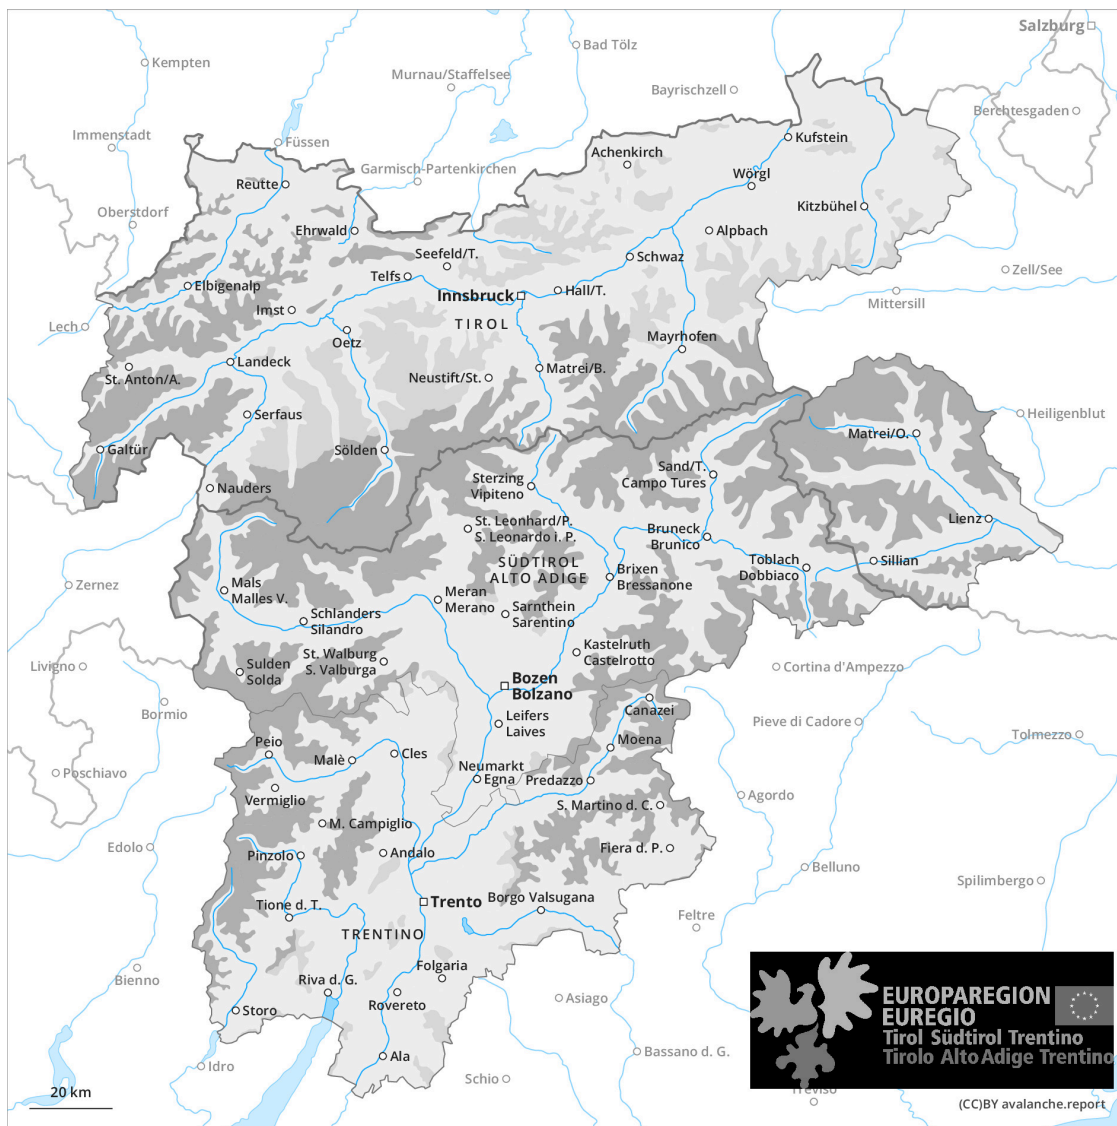 Salzburg
Bad Tölz
Kempten
Murnau/Staffelsee
Bayrischzell
Berchtesgaden
Immenstadt
Füssen
Kufstein
Achenkirch
Garmisch-Partenkirchen
Wörgl
Reutte
Oberstdorf
Kitzbühel
Ehrwald
Alpbach
Seefeld/T.
Schwaz
Telfs
Zell/See
Elbigenalp
Innsbruck
Hall/T.
Mittersill
Imst
TIROL
Lech
Oetz
Mayrhofen
Landeck
Matrei/B.
St. Anton/A.
Neustift/St.
Serfaus
Heiligenblut
Matrei/O.
Galtür
Sölden
Sterzing
Vipiteno
Sand/T.
Campo Tures
Nauders
St. Leonhard/P.
S. Leonardo i. P.
Lienz
Bruneck
Brunico
SÜDTIROL
ALTO ADIGE
Toblach
Dobbiaco
Sillian
Brixen
Bressanone
Zernez
Mals
Malles V.
Meran
Merano
Schlanders
Silandro
Sarnthein
Sarentino
Kastelruth
Castelrotto
St. Walburg
S. Valburga
Livigno
Sulden
Solda
Cortina d'Ampezzo
Bozen
Bolzano
Bormio
Canazei
Leifers
Laives
Pieve di Cadore
Tolmezzo
Peio
Malè
Cles
Moena
Poschiavo
Neumarkt
Egna
Predazzo
Vermiglio
Agordo
S. Martino d. C.
M. Campiglio
Edolo
Pinzolo
Andalo
Fiera d. P.
Belluno
Spilimbergo
Tione d. T.
Trento
Borgo Valsugana
Feltre
TRENTINO
Bienno
Riva d. G.
Folgaria
Rovereto
Asiago
Storo
EUROPAREGION
EUREGIO
Tirol Südtirol Trentino
Tirolo Alto Adige Trentino
Ala
Idro
Bassano d. G.
Schio
Treviso
20 km
(CC)BY avalanche.report